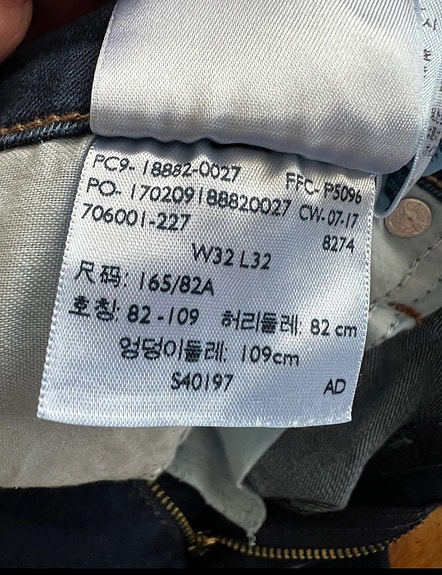 PC9- 18882-0027 FFC- P5096
PO- 170209188820027 CW-07-17
706001-227 8274
W32 L32
尺码: 165/82A
호칭: 82 -109 허리둘레: 82 cm
엉덩이둘레: 109cm
S40197 AD